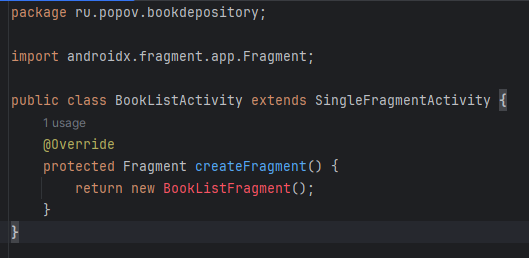 package ru.popov.bookdepository;
import androidx.fragment.app.Fragment;
public class BookListActivity extends SingleFragmentActivity {
1 usage
@Override
protected Fragment createFragment() {
return new BookListFragment();
}
}